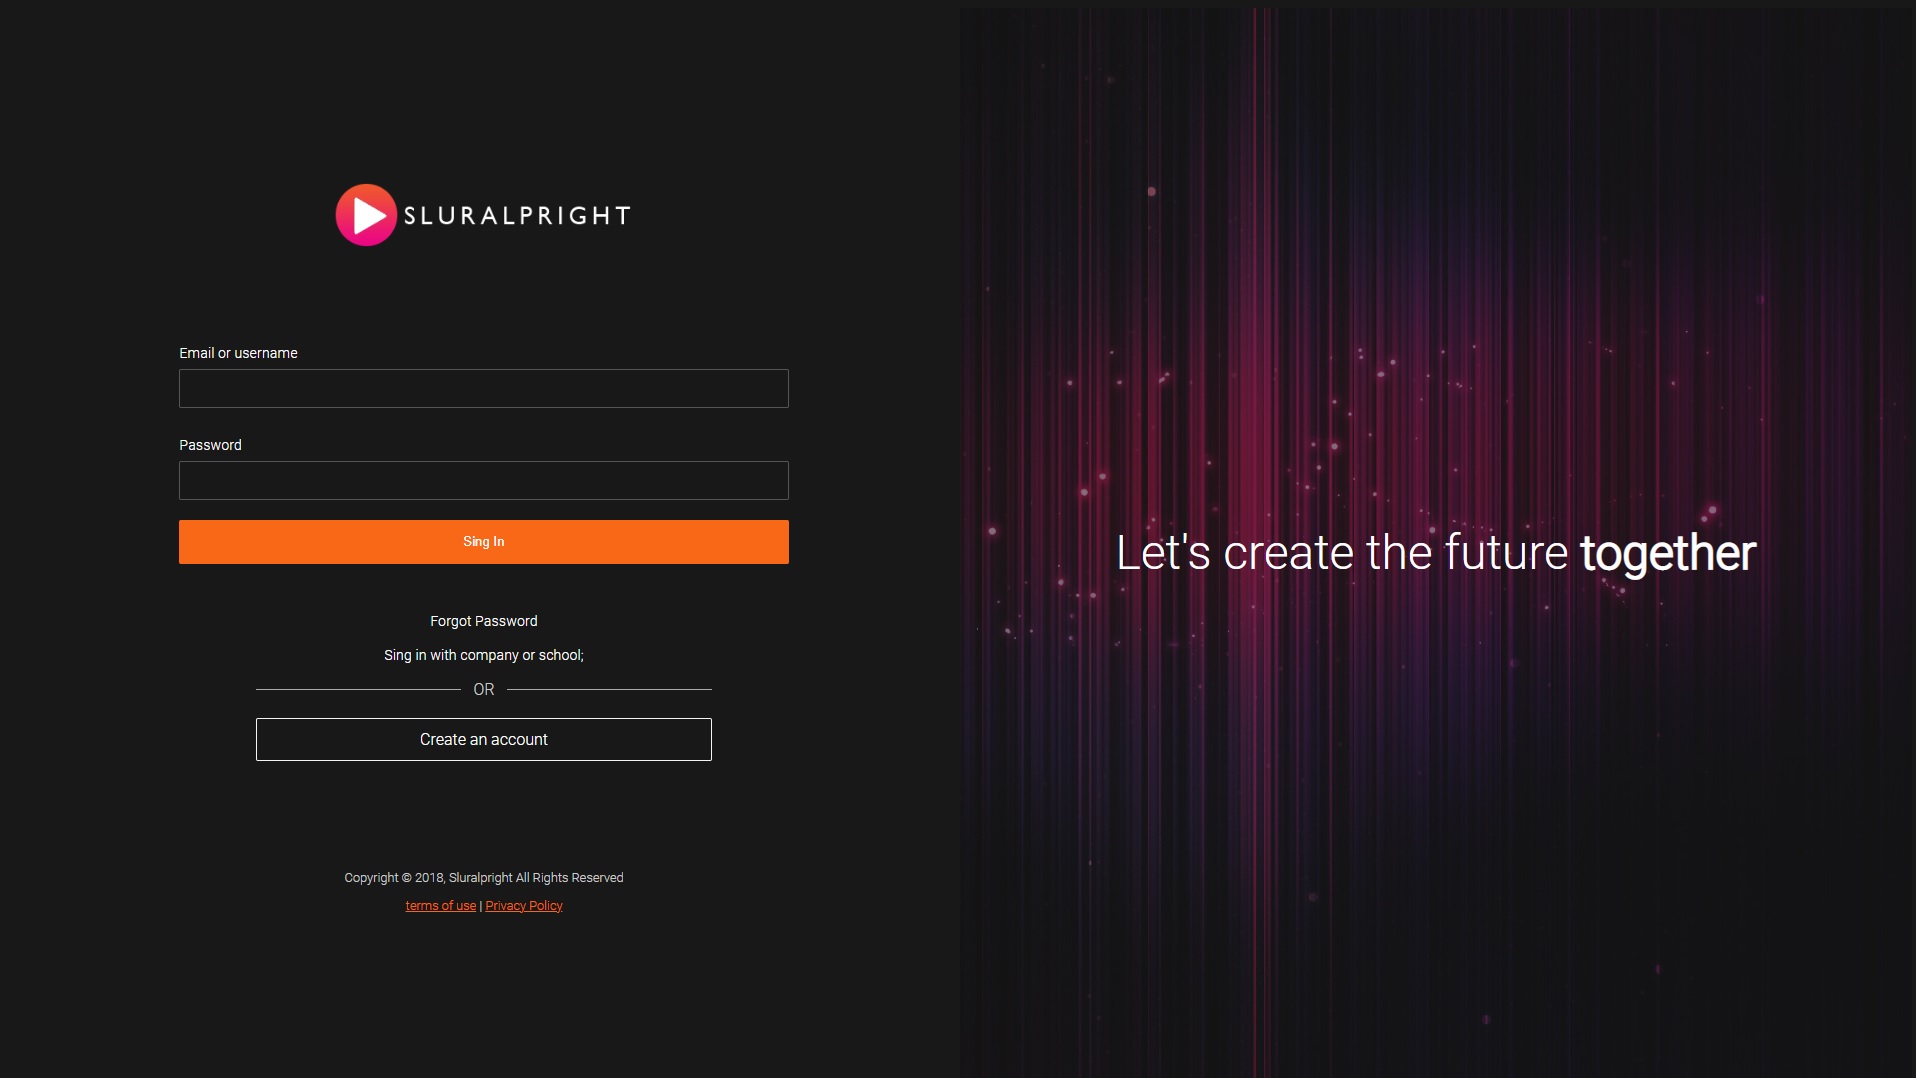 SLURALPRIGHT
Email or username
Password
Sing In
Forgot Password
Sing in with company or school;
OR
Create an account
Copyright © 2018, Sluralpright All Rights Reserved
terms of use | Privacy Policy
Let's create the future together